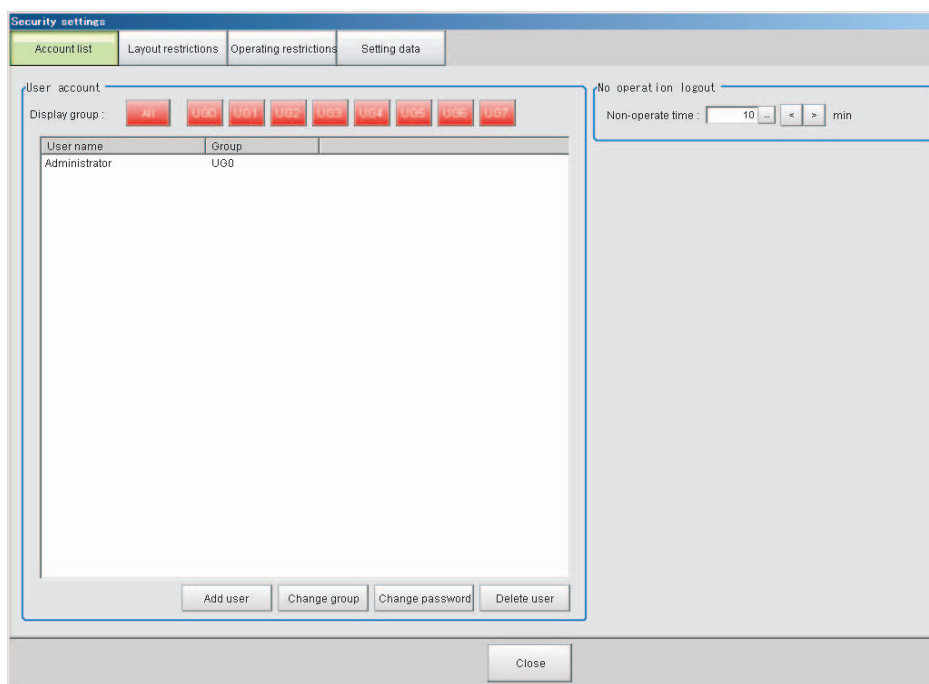 Security settings
Account list Layout restrictions Operating restrictions Setting data
User account
Display group : All UG0 UG1 UG2 UG3 UG4 UG5 UG6 UG7
User name Group
Administrator UG0
Add user Change group Change password Delete user
No operation logout
Non-operate time : 10 .. < > min
Close